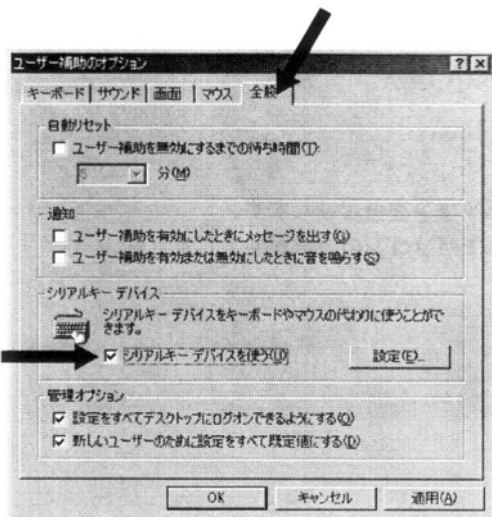 ユーザー補助のオプション
キーボード サウンド 画面 マウス 全般
自動リセット
ユーザー補助を無効にするまでの待ち時間(T):
5 分(M)
通知
ユーザー補助を有効にしたときにメッセージを出す(G)
ユーザー補助を有効または無効にしたときに音を鳴らす(S)
シリアルキー デバイス
シリアルキー デバイスをキーボードやマウスの代わりに使うことがで
きます。
シリアルキー デバイスを使う(U) 設定(E)...
管理オプション
設定をすべてデスクトップにログオンできるようにする(O)
新しいユーザーのために設定をすべて既定値にする(D)
OK キャンセル 適用(A)